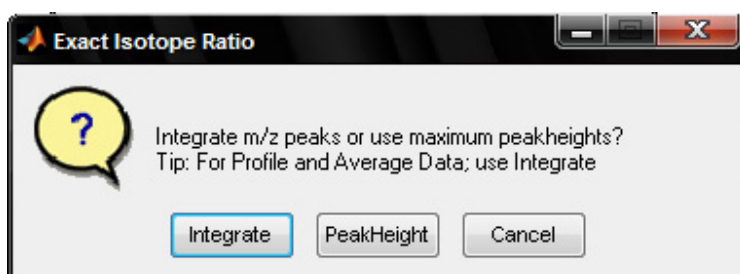 Exact Isotope Ratio
?
Integrate m/z peaks or use maximum peakheights?
Tip: For Profile and Average Data; use Integrate
Integrate PeakHeight Cancel